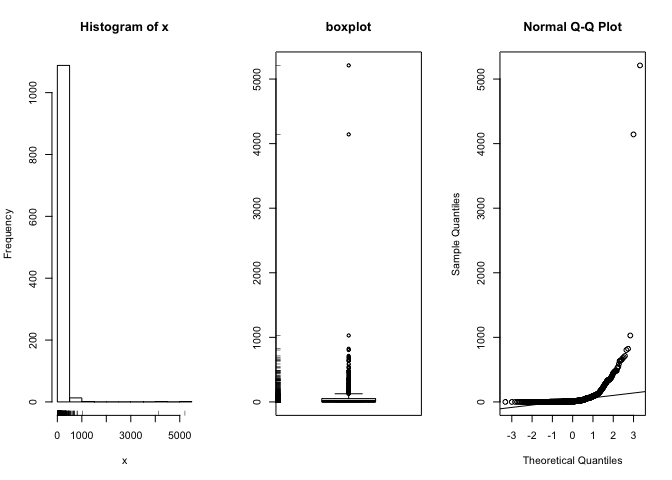 Histogram of x
Frequency
0 200 400 600 800 1000
0 1000 3000 5000
x
boxplot
0 1000 2000 3000 4000 5000
Normal Q-Q Plot
Sample Quantiles
0 1000 2000 3000 4000 5000
-3 -2 -1 0 1 2 3
Theoretical Quantiles